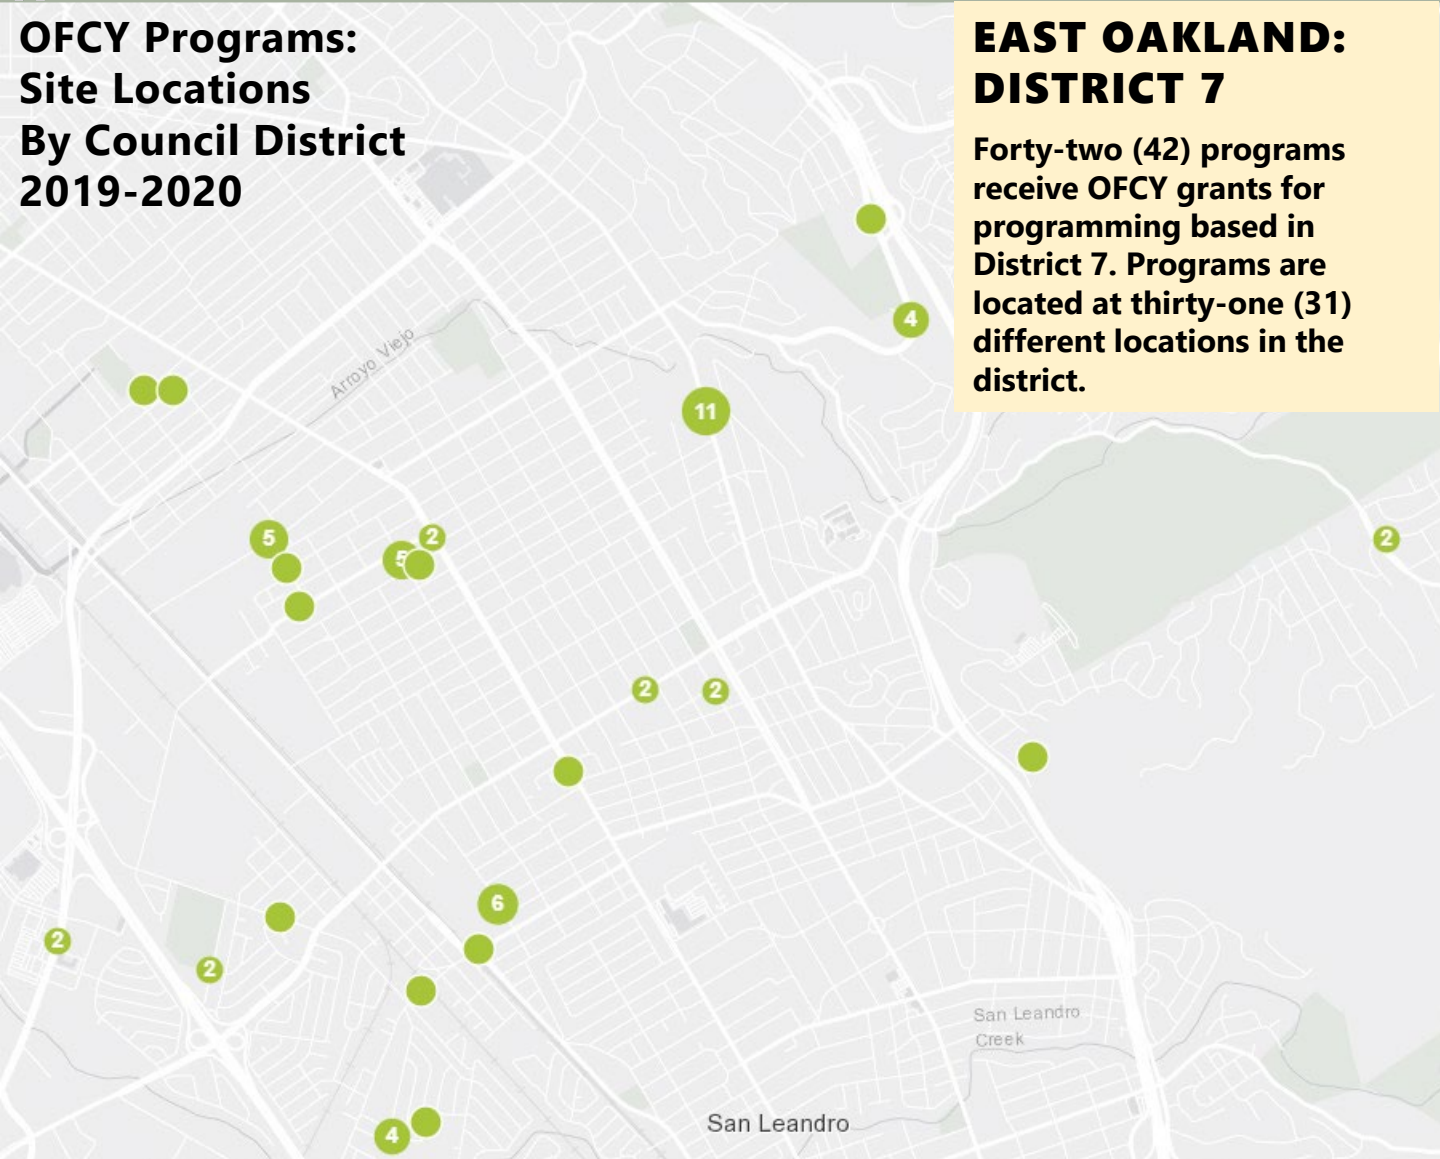 OFCY Programs:
Site Locations
By Council District
2019-2020
EAST OAKLAND:
DISTRICT 7
Forty-two (42) programs
receive OFCY grants for
programming based in
District 7. Programs are
located at thirty-one (31)
different locations in the
district.
4
Arroyo Viejo
11
5
2
5
2
2
2
6
2
2
San Leandro
Creek
San Leandro
4